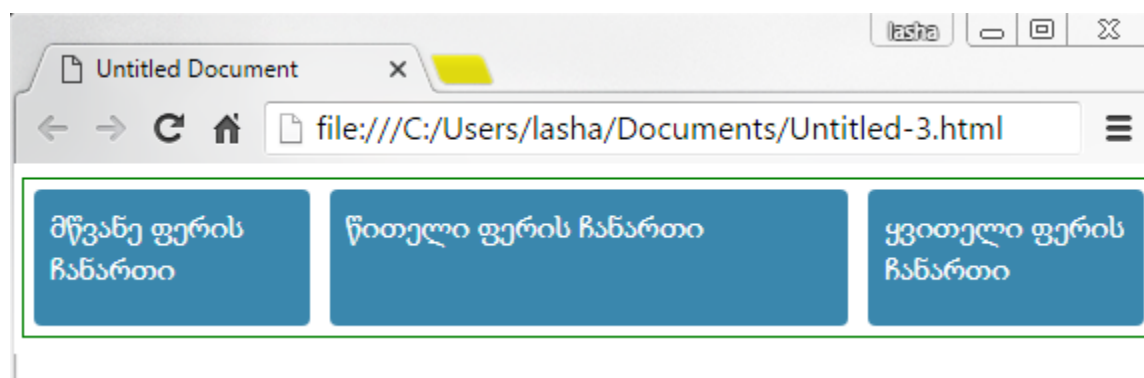 lasha
Untitled Document
file:///C:/Users/lasha/Documents/Untitled-3.html
მწვანე ფერის
ჩანართი
წითელი ფერის ჩანართი
ყვითელი ფერის
ჩანართი